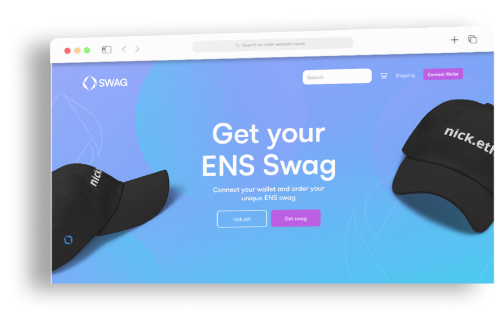 Search or enter website name
SWAG
Search
Shipping
Connect Wallet
nick.eth
nick.
Get your
ENS Swag
Connect your wallet and order your
unique ENS swag
nick.eth
Get swag